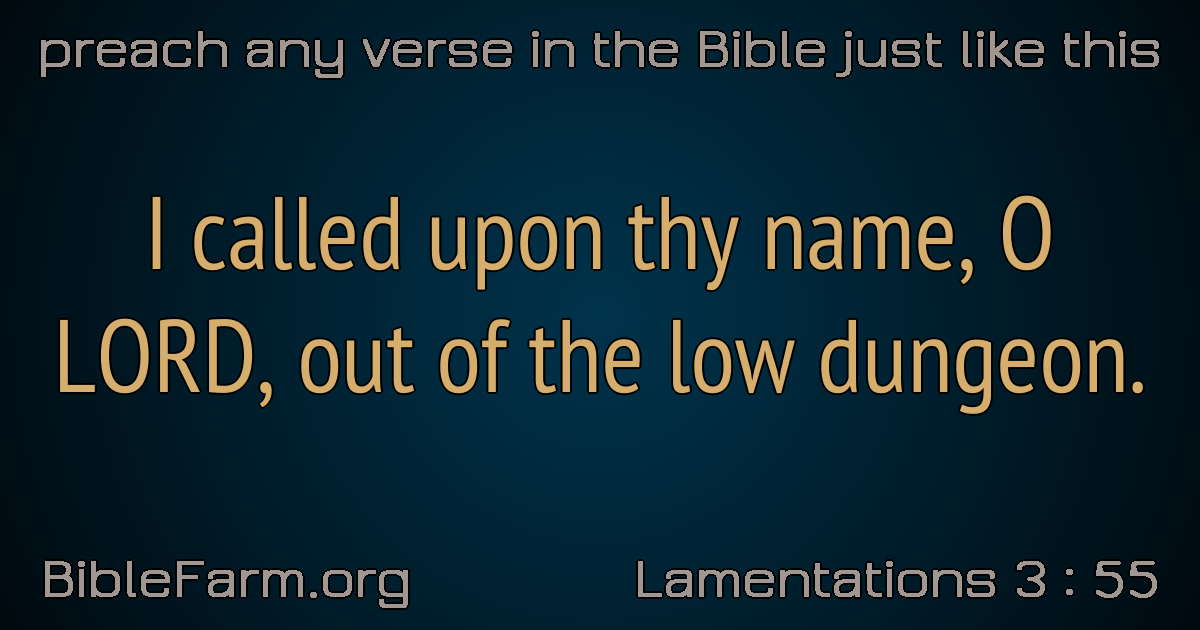 preach any verse in the Bible just like this
I called upon thy name, O
LORD, out of the low dungeon.
BibleFarm.org
Lamentations 3 : 55